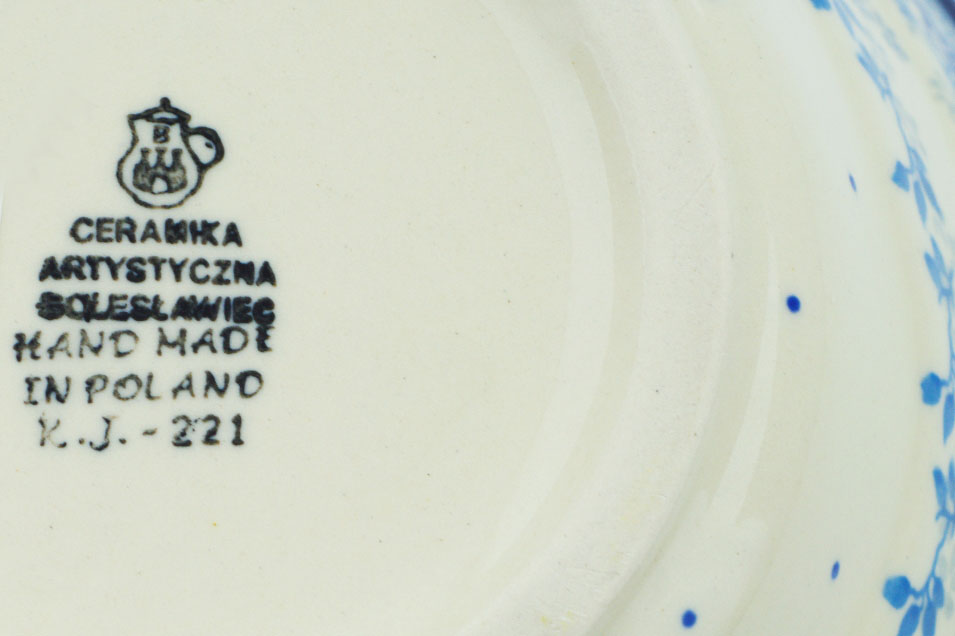 B
CERAMIKA
ARTYSTYCZNA
BOLESŁAWIEC
HAND MADE
IN POLAND
K.J.-221